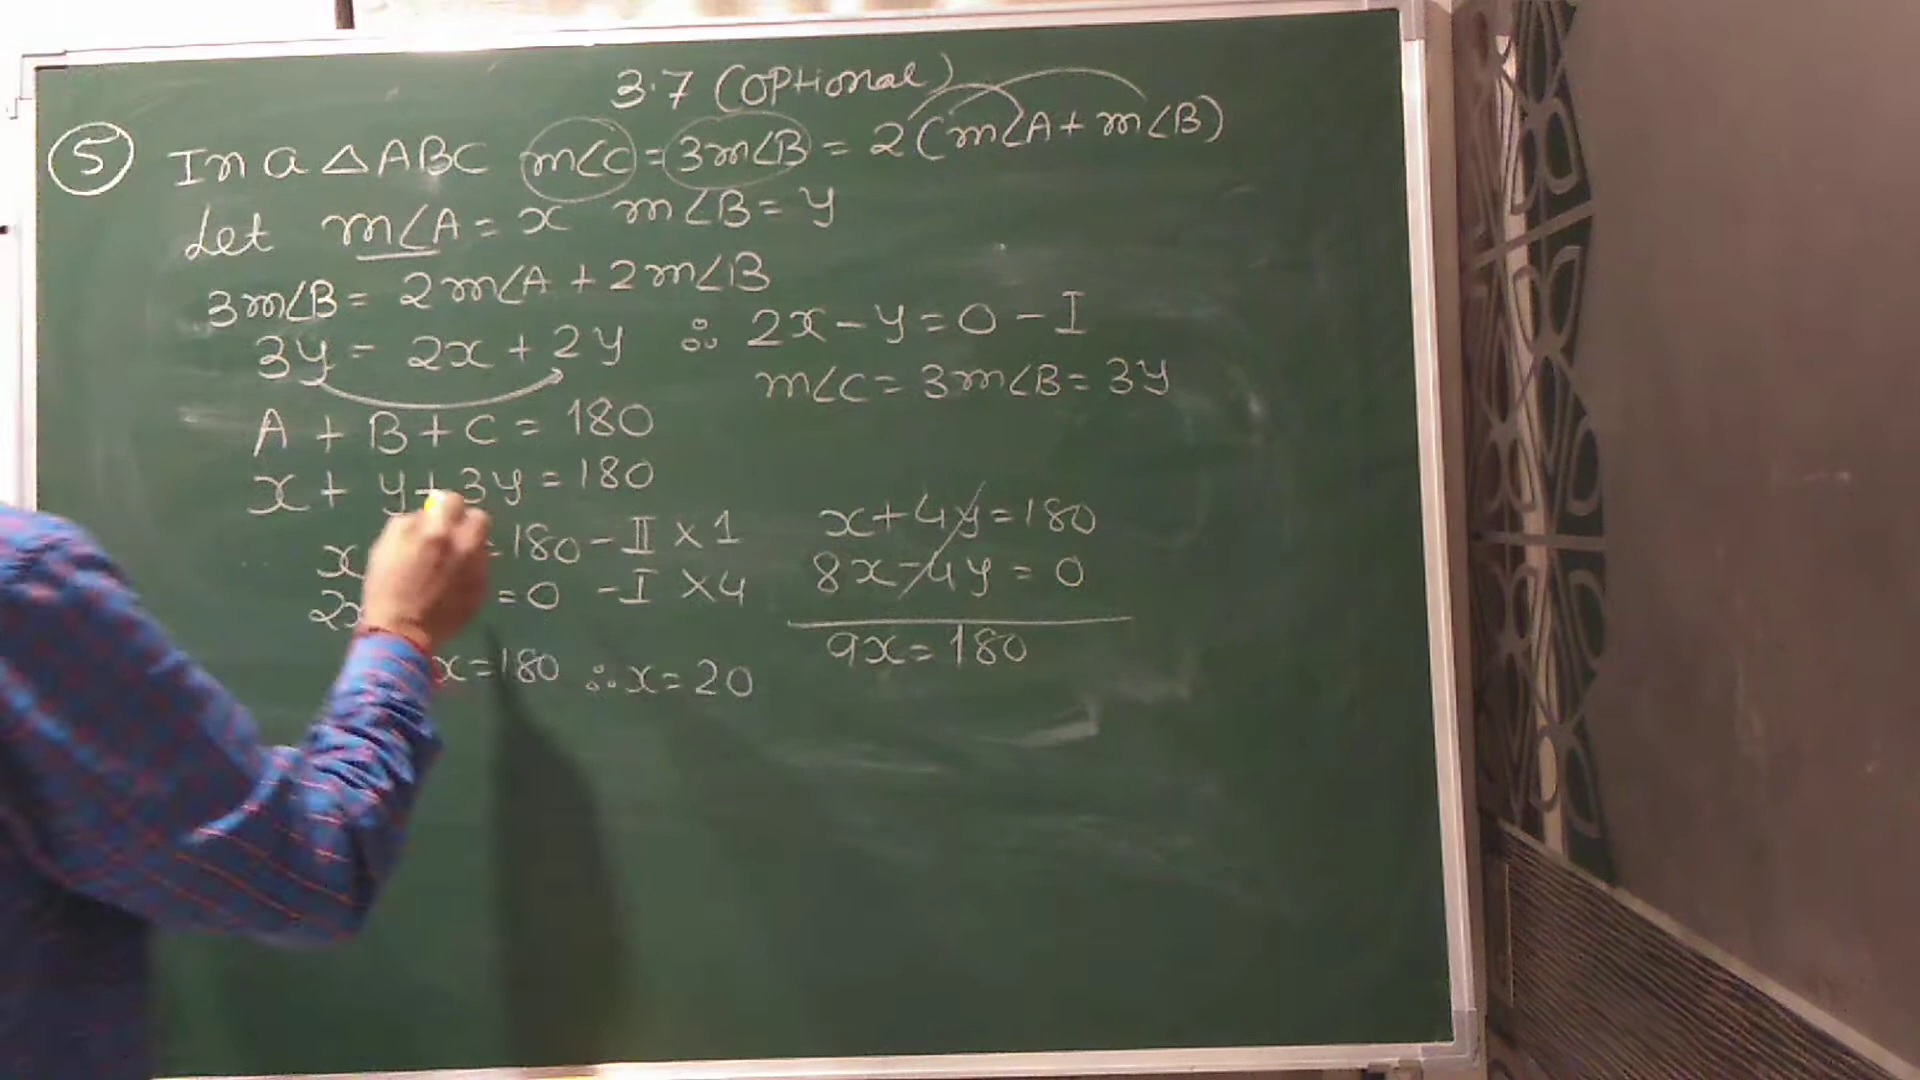 3.7 (OPtional)
5 In a △ABC m∠C = 3m∠B = 2(m∠A + m∠B)
Let m∠A = x m∠B = y
3m∠B = 2m∠A + 2m∠B
3y = 2x + 2y ∴ 2x - y = 0 - I
m∠C = 3m∠B = 3y
A + B + C = 180
x + y + 3y = 180
x = 180 - II × 1
2x = 0 - I × 4
x = 180 ∴ x = 20
x + 4y = 180
8x - 4y = 0
9x = 180